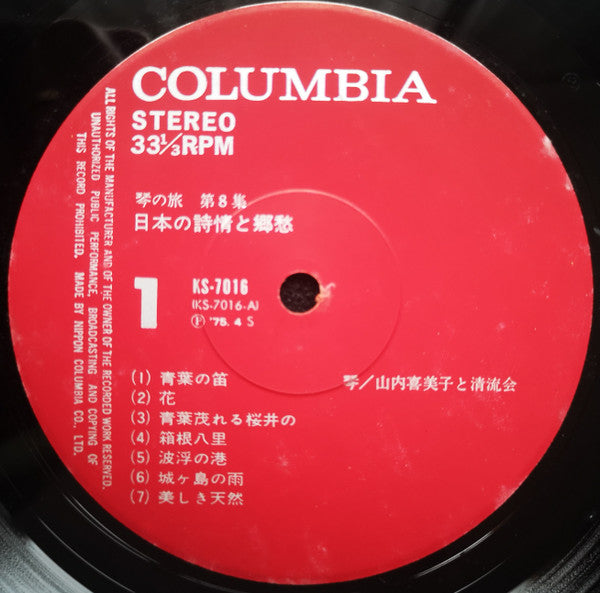 COLUMBIA
STEREO
33⅓RPM
琴の旅 第8集
日本の詩情と郷愁
1
KS-7016
(KS-7016-A)
Ⓟ '75. 4 S
(1) 青葉の笛
琴/山内喜美子と清流会
(2) 花
(3) 青葉茂れる桜井の
(4) 箱根八里
(5) 波浮の港
(6) 城ヶ島の雨
(7) 美しき天然
ALL RIGHTS OF THE MANUFACTURER AND OF THE OWNER OF THE RECORDED WORK RESERVED.
UNAUTHORIZED PUBLIC PERFORMANCE, BROADCASTING AND COPYING OF
THIS RECORD PROHIBITED. MADE BY NIPPON COLUMBIA CO., LTD.